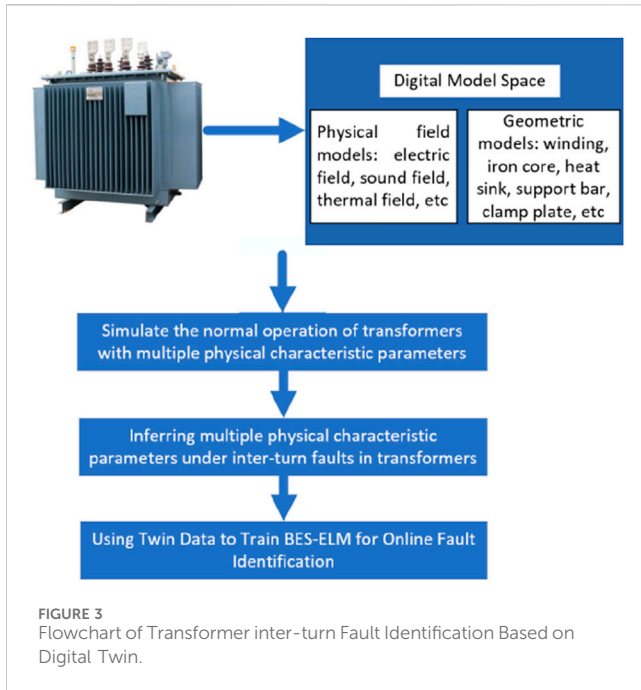 Digital Model Space
Physical field
models: electric
field, sound field,
thermal field, etc
Geometric
models: winding,
iron core, heat
sink, support bar,
clamp plate, etc
Simulate the normal operation of transformers
with multiple physical characteristic parameters
Inferring multiple physical characteristic
parameters under inter-turn faults in transformers
Using Twin Data to Train BES-ELM for Online Fault
Identification
FIGURE 3
Flowchart of Transformer inter-turn Fault Identification Based on
Digital Twin.